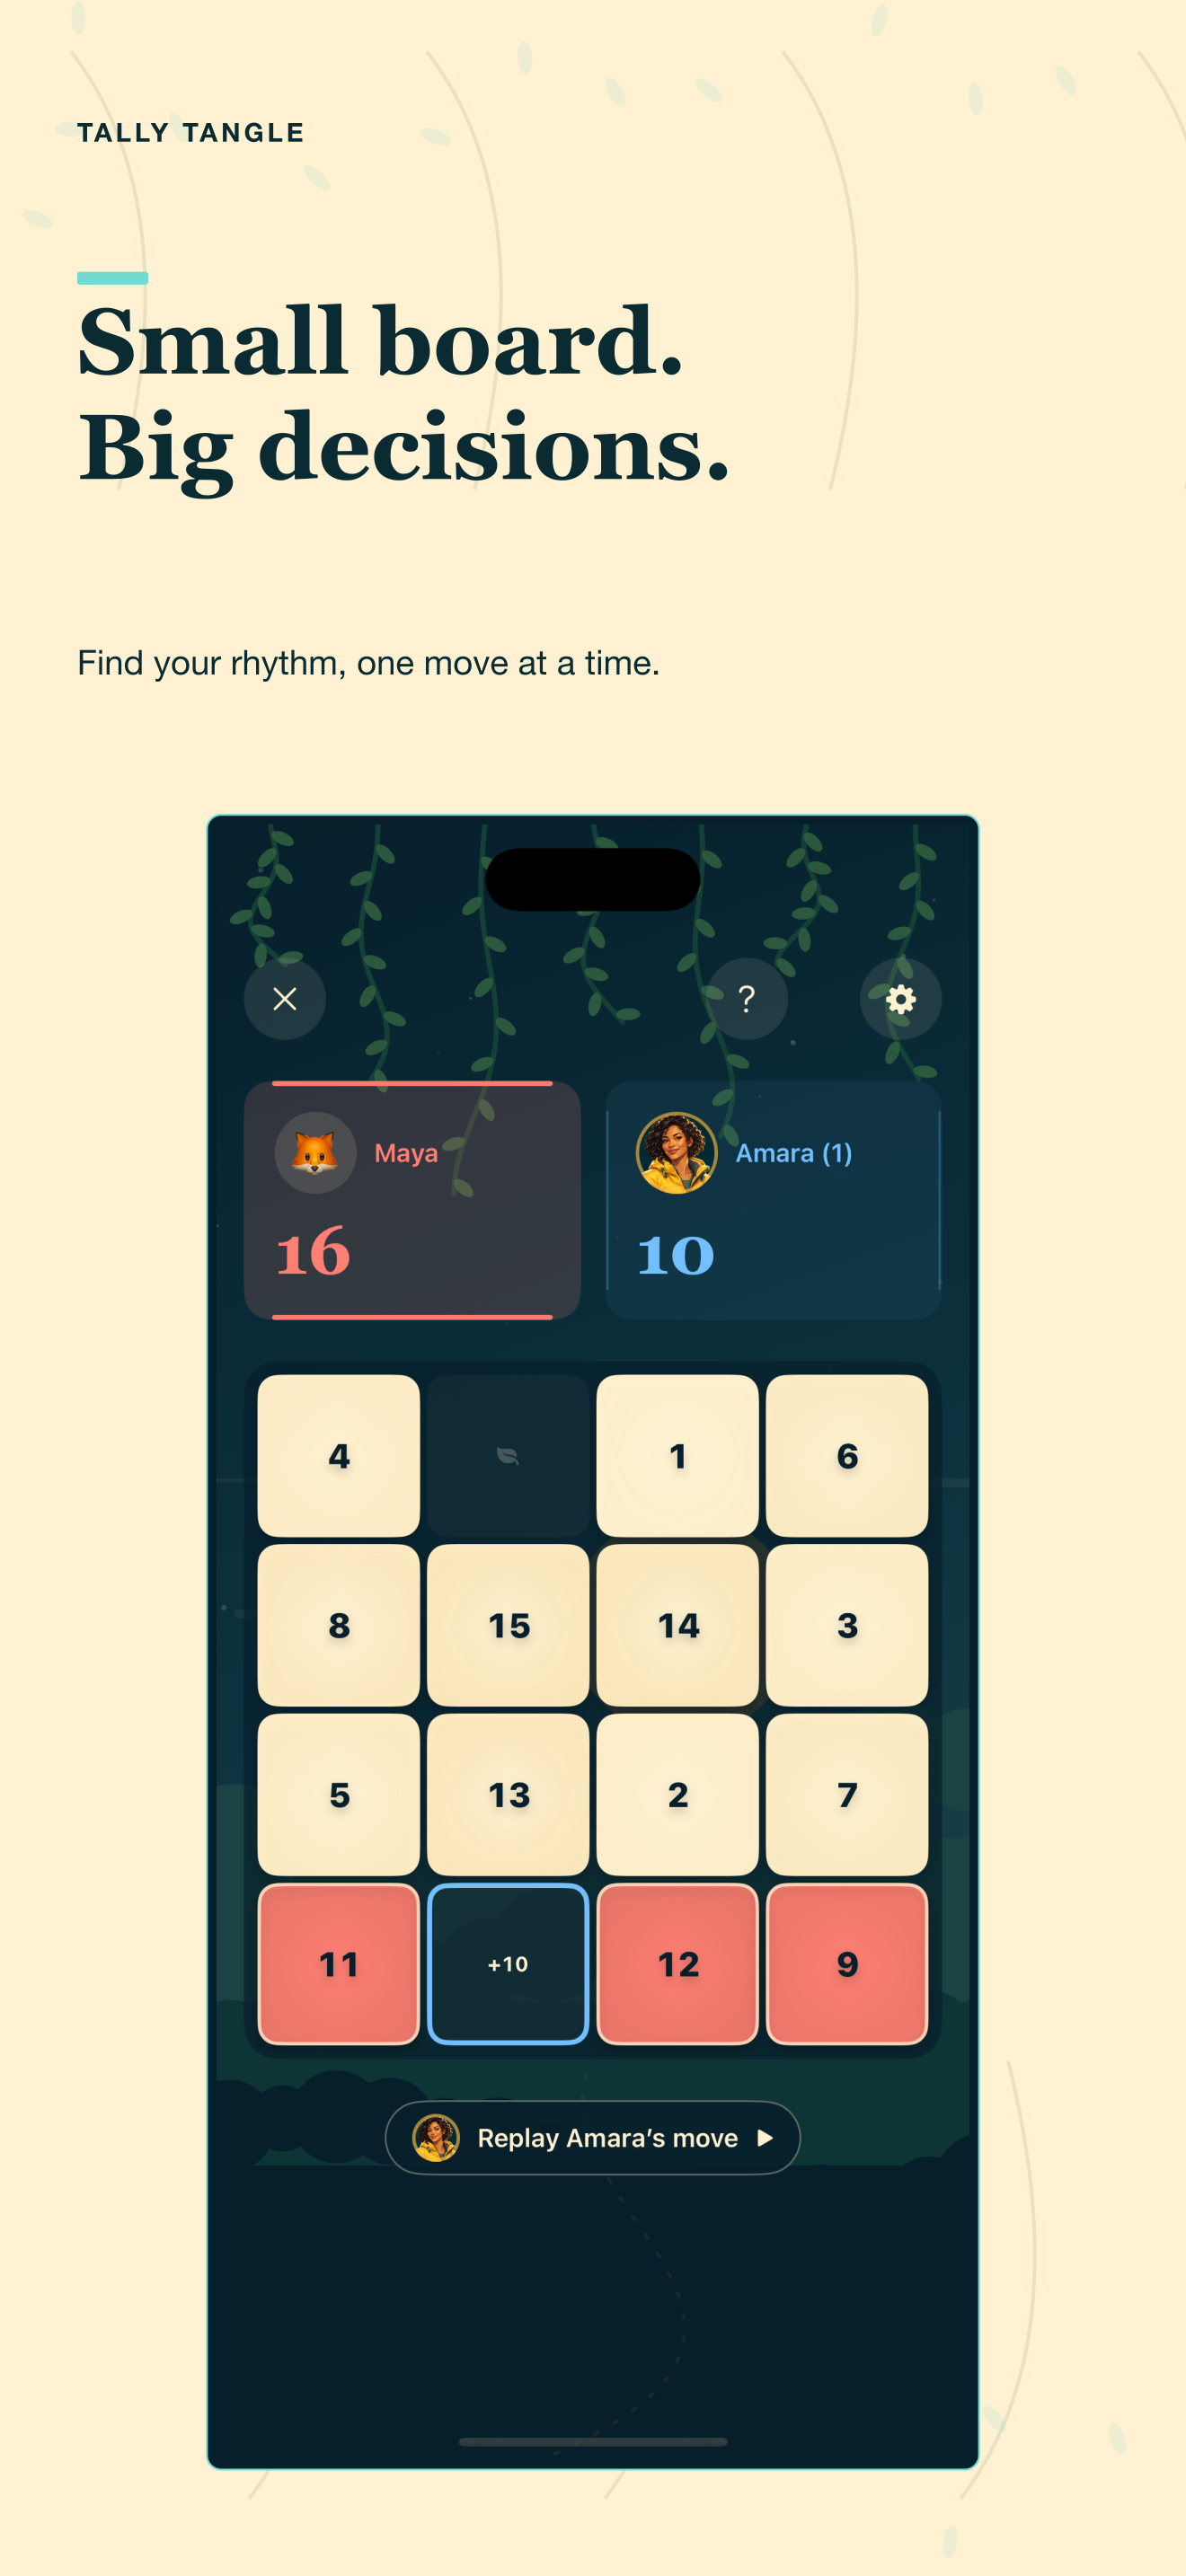 TALLY TANGLE
Small board.
Big decisions.
Find your rhythm, one move at a time.
?
Maya
Amara (1)
16
10
4
1
6
8
15
14
3
5
13
2
7
11
+10
12
9
Replay Amara’s move